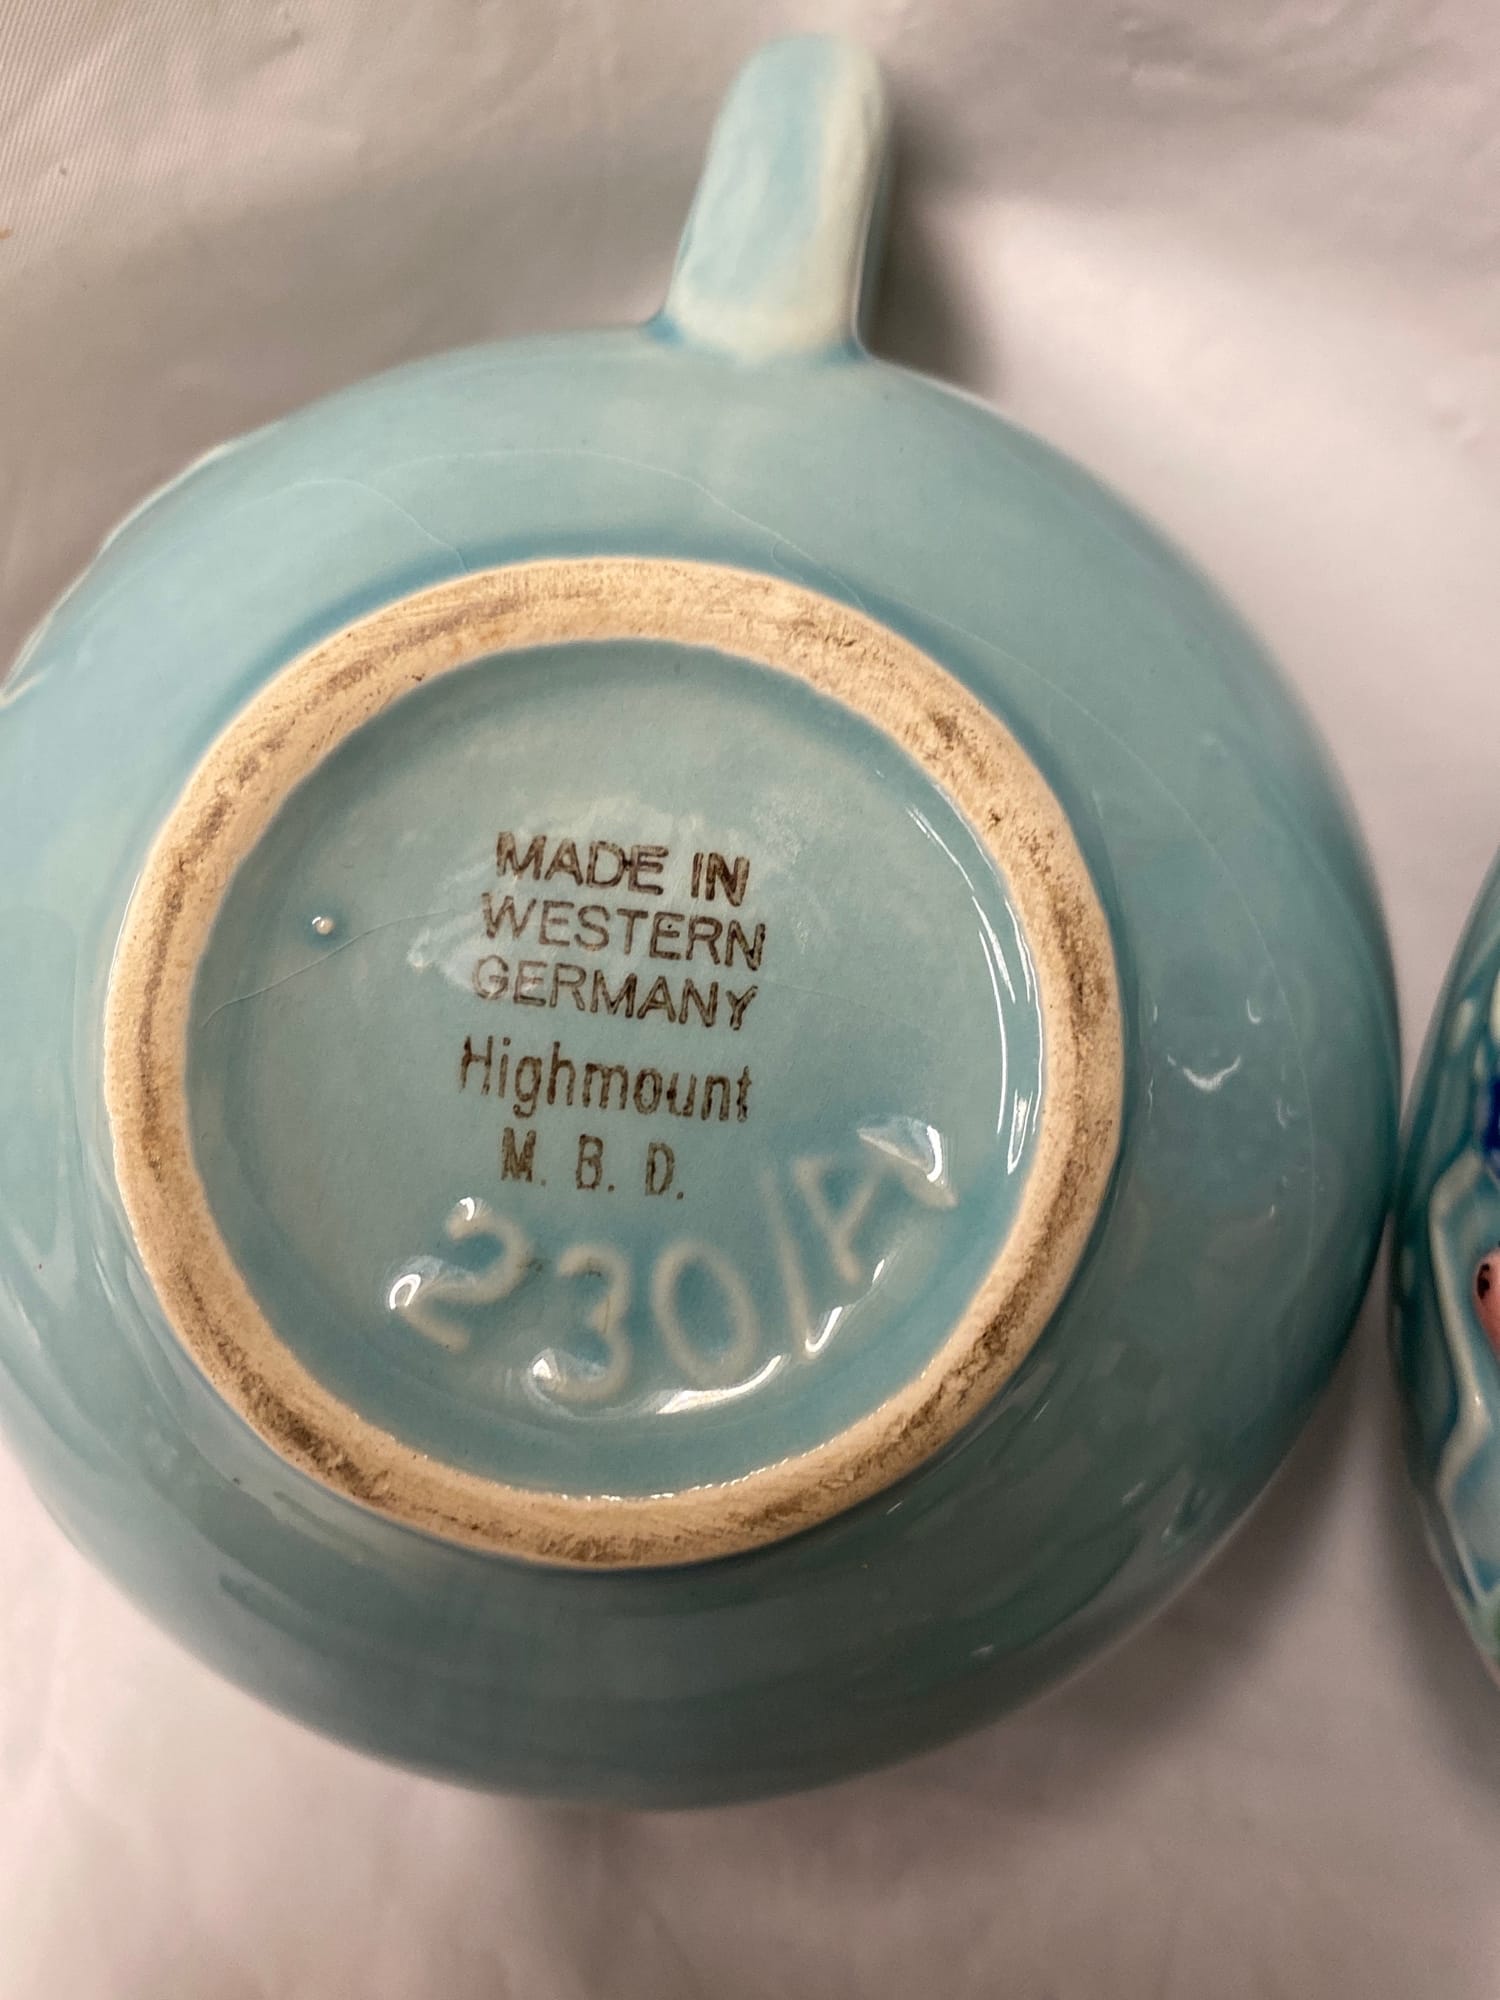 MADE IN
WESTERN
GERMANY
Highmount
M. B. D.
230/A